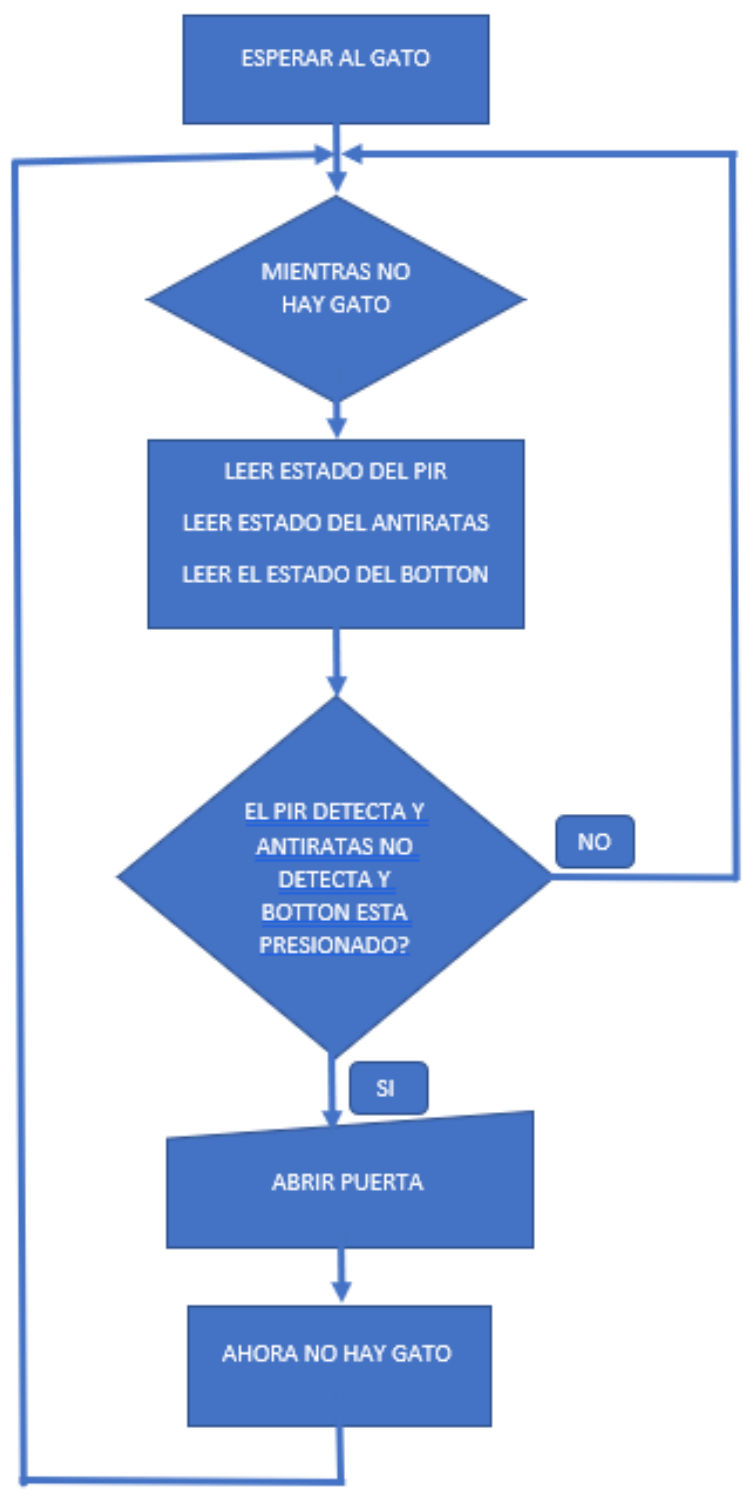 ESPERAR AL GATO
MIENTRAS NO
HAY GATO
LEER ESTADO DEL PIR
LEER ESTADO DEL ANTIRATAS
LEER EL ESTADO DEL BOTTON
EL PIR DETECTA Y
ANTIRATAS NO
DETECTA Y
BOTTON ESTA
PRESIONADO?
NO
SI
ABRIR PUERTA
AHORA NO HAY GATO